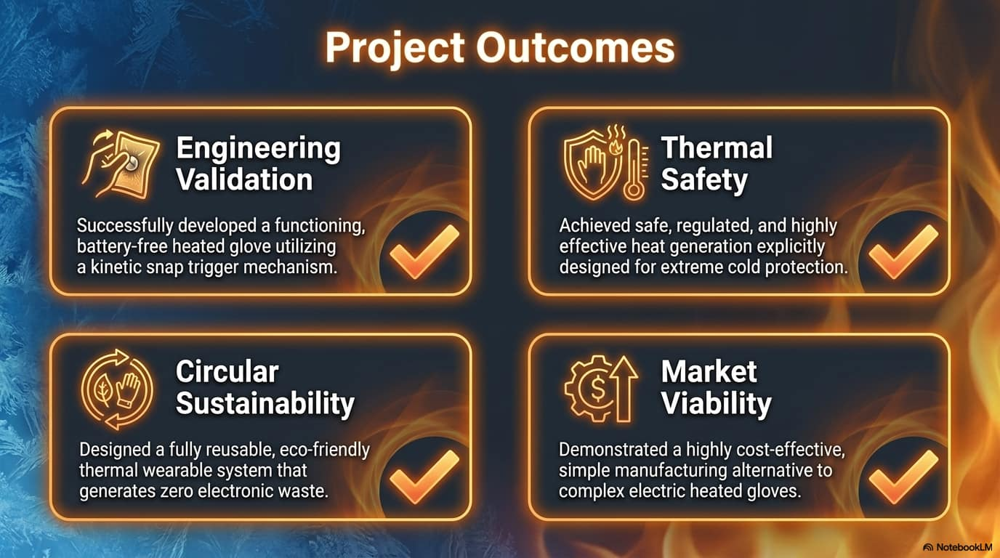 Project Outcomes
Engineering
Validation
Successfully developed a functioning,
battery-free heated glove utilizing
a kinetic snap trigger mechanism.
Thermal
Safety
Achieved safe, regulated, and highly
effective heat generation explicitly
designed for extreme cold protection.
Circular
Sustainability
Designed a fully reusable, eco-friendly
thermal wearable system that
generates zero electronic waste.
$
Market
Viability
Demonstrated a highly cost-effective,
simple manufacturing alternative to
complex electric heated gloves.
NotebookLM